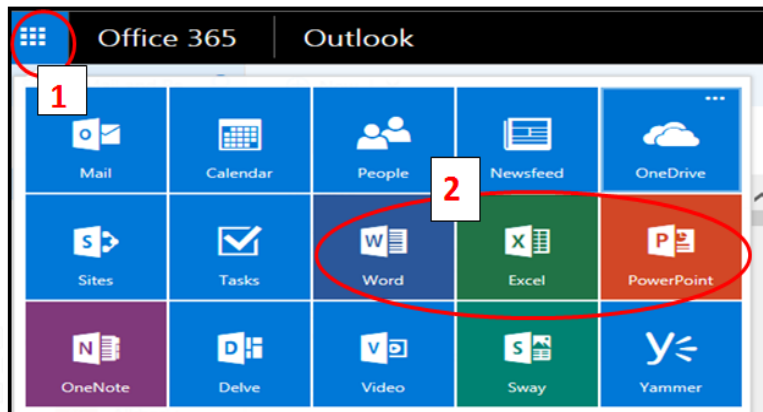 Office 365 Outlook
1
Mail Calendar People Newsfeed OneDrive
2
Sites Tasks Word Excel PowerPoint
OneNote Delve Video Sway Yammer